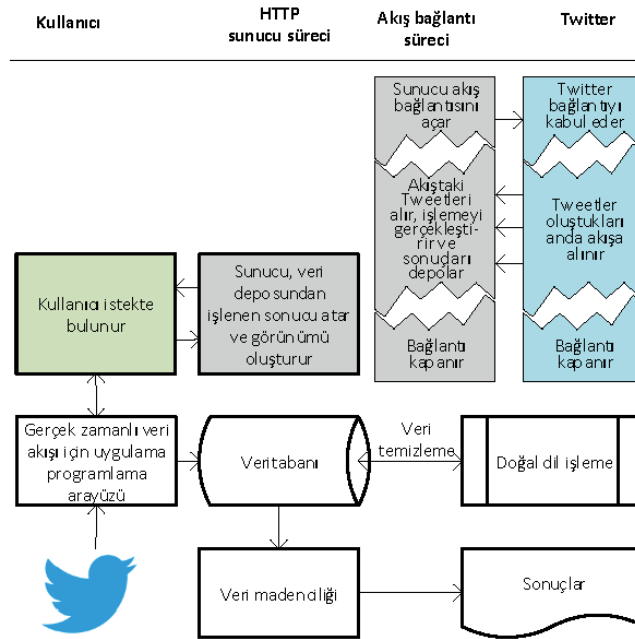 Kullanıcı
HTTP
sunucu süreci
Akış bağlantı
süreci
Twitter
Sunucu akış
bağlantısını
açar
Twitter
bağlantıyı
kabul eder
Akıştaki
Tweetleri
alır, işlemeyi
gerçekleşti-
rir ve
sonuçları
depolar
Tweetler
oluştukları
anda akışa
alınır
Kullanıcı istekte
bulunur
Sunucu, veri
deposundan
işlenen sonucu atar
ve görünümü
oluşturur
Bağlantı
kapanır
Bağlantı
kapanır
Gerçek zamanlı veri
akışı için uygulama
programlama
arayüzü
Veritabanı
Veri
temizleme
Doğal dil işleme
Veri madenciliği
Sonuçlar